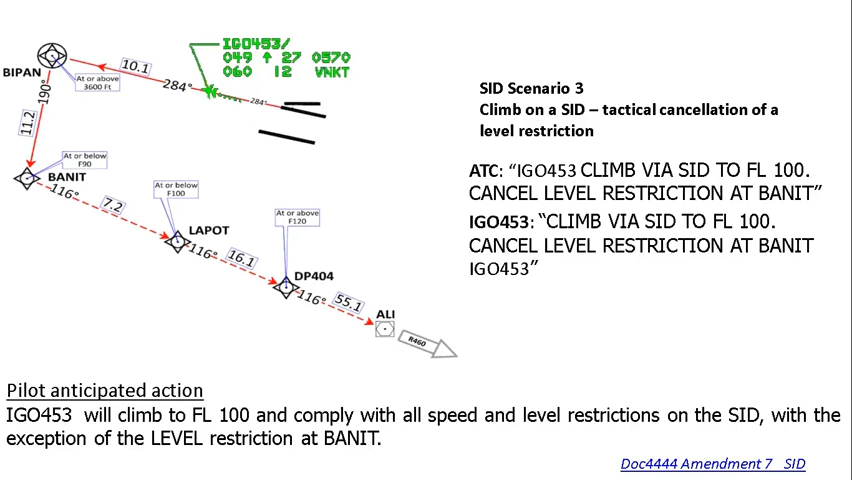 IGO453/
049 ↑ 27 0570
060 12 VNKT
BIPAN
10.1
At or above
3600 Ft
284°
284°
190°
11.2
At or below
F90
BANIT
116°
7.2
At or below
F100
LAPOT
116°
16.1
At or above
F120
DP404
116°
55.1
ALI
R460
SID Scenario 3
Climb on a SID – tactical cancellation of a
level restriction
ATC: “IGO453 CLIMB VIA SID TO FL 100.
CANCEL LEVEL RESTRICTION AT BANIT”
IGO453: “CLIMB VIA SID TO FL 100.
CANCEL LEVEL RESTRICTION AT BANIT
IGO453”
Pilot anticipated action
IGO453 will climb to FL 100 and comply with all speed and level restrictions on the SID, with the
exception of the LEVEL restriction at BANIT.
Doc4444 Amendment 7 SID